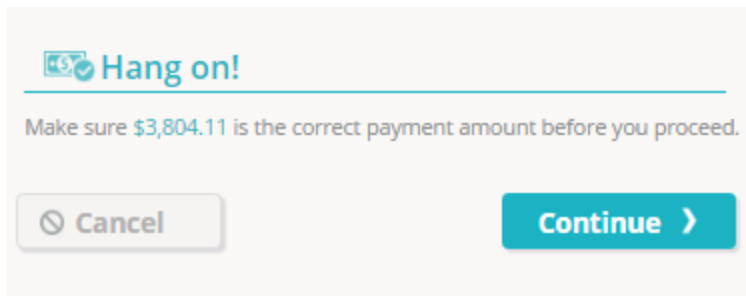 Hang on!
Make sure $3,804.11 is the correct payment amount before you proceed.
Cancel
Continue